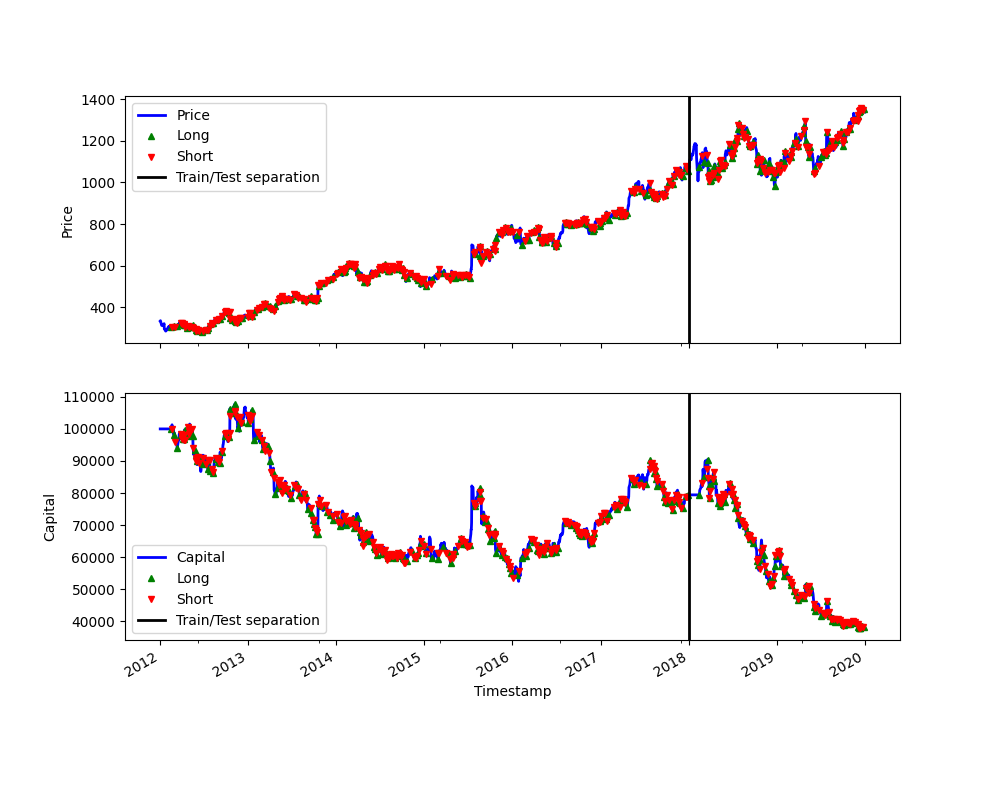 1400
1200
1000
800
600
400
Price
Price
Long
Short
Train/Test separation
110000
100000
90000
80000
70000
60000
50000
40000
Capital
Capital
Long
Short
Train/Test separation
2012 2013 2014 2015 2016 2017 2018 2019 2020
Timestamp